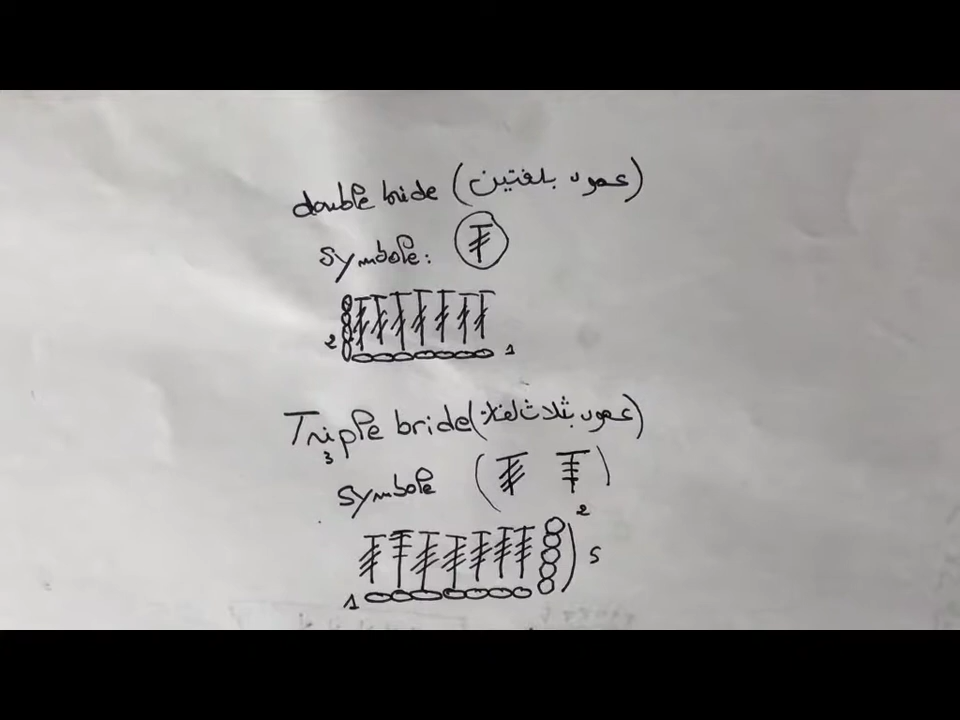 double bride (عمود بلفتين)
symbole:
2
1
Triple bride (عمود بثلاث لفات)
3
symbole
2
5
1